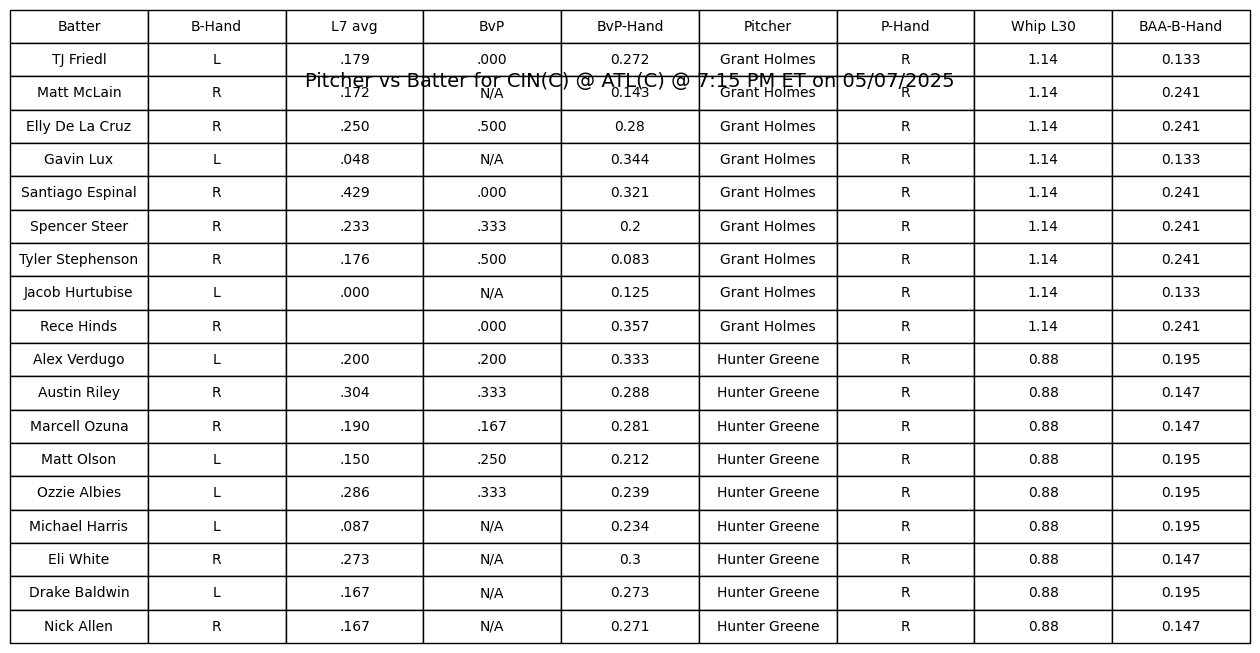 Batter B-Hand L7 avg BvP BvP-Hand Pitcher P-Hand Whip L30 BAA-B-Hand
TJ Friedl L .179 .000 0.272 Grant Holmes R 1.14 0.133
Pitcher vs Batter for CIN(C) @ ATL(C) @ 7:15 PM ET on 05/07/2025
Matt McLain R .172 N/A 0.143 Grant Holmes R 1.14 0.241
Elly De La Cruz R .250 .500 0.28 Grant Holmes R 1.14 0.241
Gavin Lux L .048 N/A 0.344 Grant Holmes R 1.14 0.133
Santiago Espinal R .429 .000 0.321 Grant Holmes R 1.14 0.241
Spencer Steer R .233 .333 0.2 Grant Holmes R 1.14 0.241
Tyler Stephenson R .176 .500 0.083 Grant Holmes R 1.14 0.241
Jacob Hurtubise L .000 N/A 0.125 Grant Holmes R 1.14 0.133
Rece Hinds R .000 0.357 Grant Holmes R 1.14 0.241
Alex Verdugo L .200 .200 0.333 Hunter Greene R 0.88 0.195
Austin Riley R .304 .333 0.288 Hunter Greene R 0.88 0.147
Marcell Ozuna R .190 .167 0.281 Hunter Greene R 0.88 0.147
Matt Olson L .150 .250 0.212 Hunter Greene R 0.88 0.195
Ozzie Albies L .286 .333 0.239 Hunter Greene R 0.88 0.195
Michael Harris L .087 N/A 0.234 Hunter Greene R 0.88 0.195
Eli White R .273 N/A 0.3 Hunter Greene R 0.88 0.147
Drake Baldwin L .167 N/A 0.273 Hunter Greene R 0.88 0.195
Nick Allen R .167 N/A 0.271 Hunter Greene R 0.88 0.147